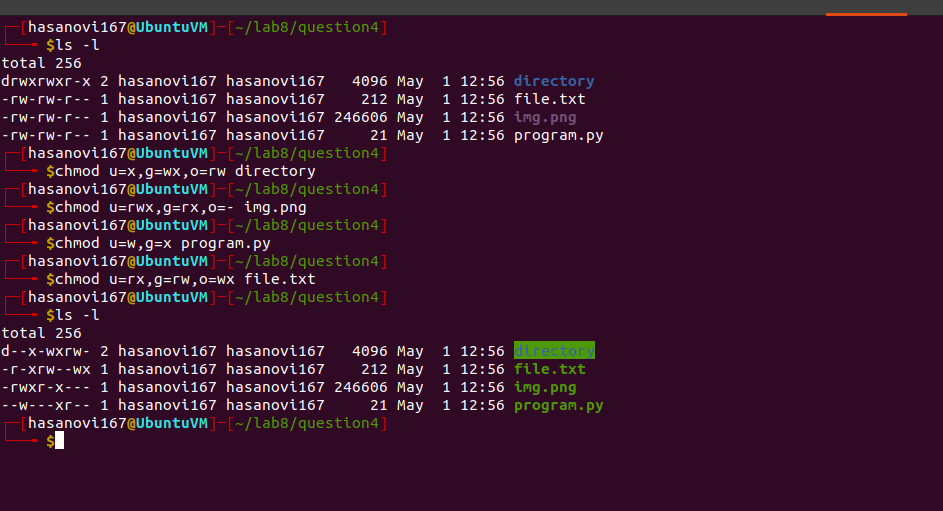 ┌─[hasanovi167@UbuntuVM]─[~/lab8/question4]
└──╼ $ls -l
total 256
drwxrwxr-x 2 hasanovi167 hasanovi167   4096 May  1 12:56 directory
-rw-rw-r-- 1 hasanovi167 hasanovi167    212 May  1 12:56 file.txt
-rw-rw-r-- 1 hasanovi167 hasanovi167 246606 May  1 12:56 img.png
-rw-rw-r-- 1 hasanovi167 hasanovi167     21 May  1 12:56 program.py
┌─[hasanovi167@UbuntuVM]─[~/lab8/question4]
└──╼ $chmod u=x,g=wx,o=rw directory
┌─[hasanovi167@UbuntuVM]─[~/lab8/question4]
└──╼ $chmod u=rwx,g=rx,o=- img.png
┌─[hasanovi167@UbuntuVM]─[~/lab8/question4]
└──╼ $chmod u=w,g=x program.py
┌─[hasanovi167@UbuntuVM]─[~/lab8/question4]
└──╼ $chmod u=rx,g=rw,o=wx file.txt
┌─[hasanovi167@UbuntuVM]─[~/lab8/question4]
└──╼ $ls -l
total 256
d--x-wxrw- 2 hasanovi167 hasanovi167   4096 May  1 12:56 directory
-r-xrw--wx 1 hasanovi167 hasanovi167    212 May  1 12:56 file.txt
-rwxr-x--- 1 hasanovi167 hasanovi167 246606 May  1 12:56 img.png
--w---xr-- 1 hasanovi167 hasanovi167     21 May  1 12:56 program.py
┌─[hasanovi167@UbuntuVM]─[~/lab8/question4]
└──╼ $